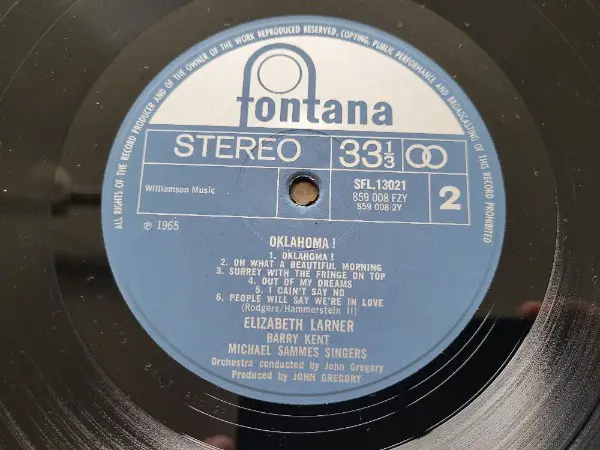 ALL RIGHTS OF THE RECORD PRODUCER AND OF THE OWNER OF THE WORK REPRODUCED RESERVED. COPYING, PUBLIC PERFORMANCE AND BROADCASTING OF THIS RECORD PROHIBITED
fontana
STEREO 33⅓
Williamson Music
SFL.13021
859 008 FZY
859 008 2Y
2
℗ 1965
OKLAHOMA!
1. OKLAHOMA!
2. OH WHAT A BEAUTIFUL MORNING
3. SURREY WITH THE FRINGE ON TOP
4. OUT OF MY DREAMS
5. I CAIN'T SAY NO
6. PEOPLE WILL SAY WE'RE IN LOVE
(Rodgers/Hammerstein II)
ELIZABETH LARNER
BARRY KENT
MICHAEL SAMMES SINGERS
Orchestra conducted by John Gregory
Produced by JOHN GREGORY